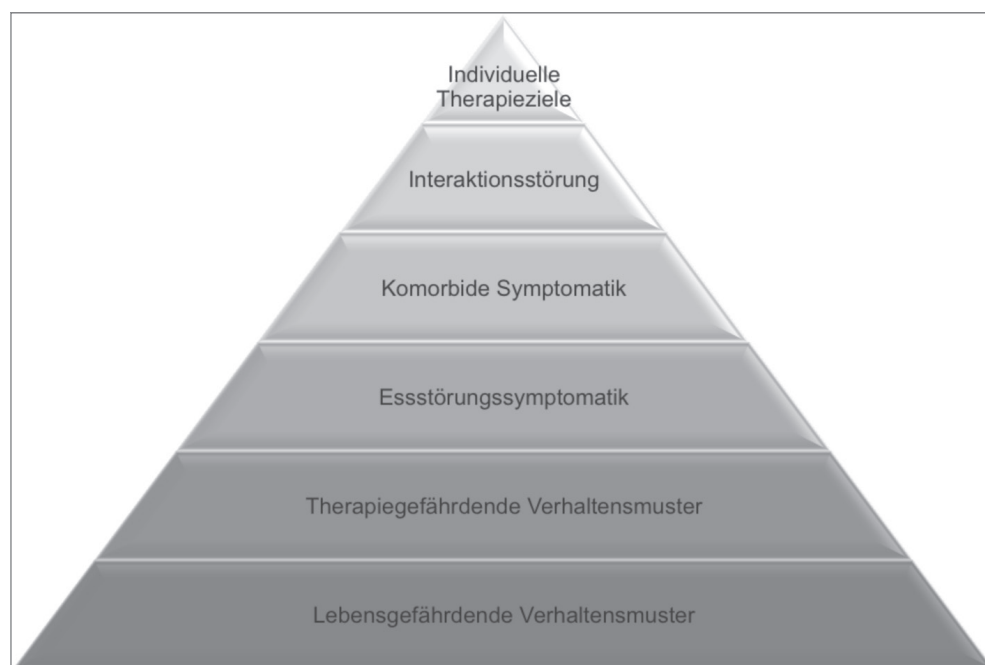 Individuelle
Therapieziele
Interaktionsstörung
Komorbide Symptomatik
Essstörungssymptomatik
Therapiegefährdende Verhaltensmuster
Lebensgefährdende Verhaltensmuster